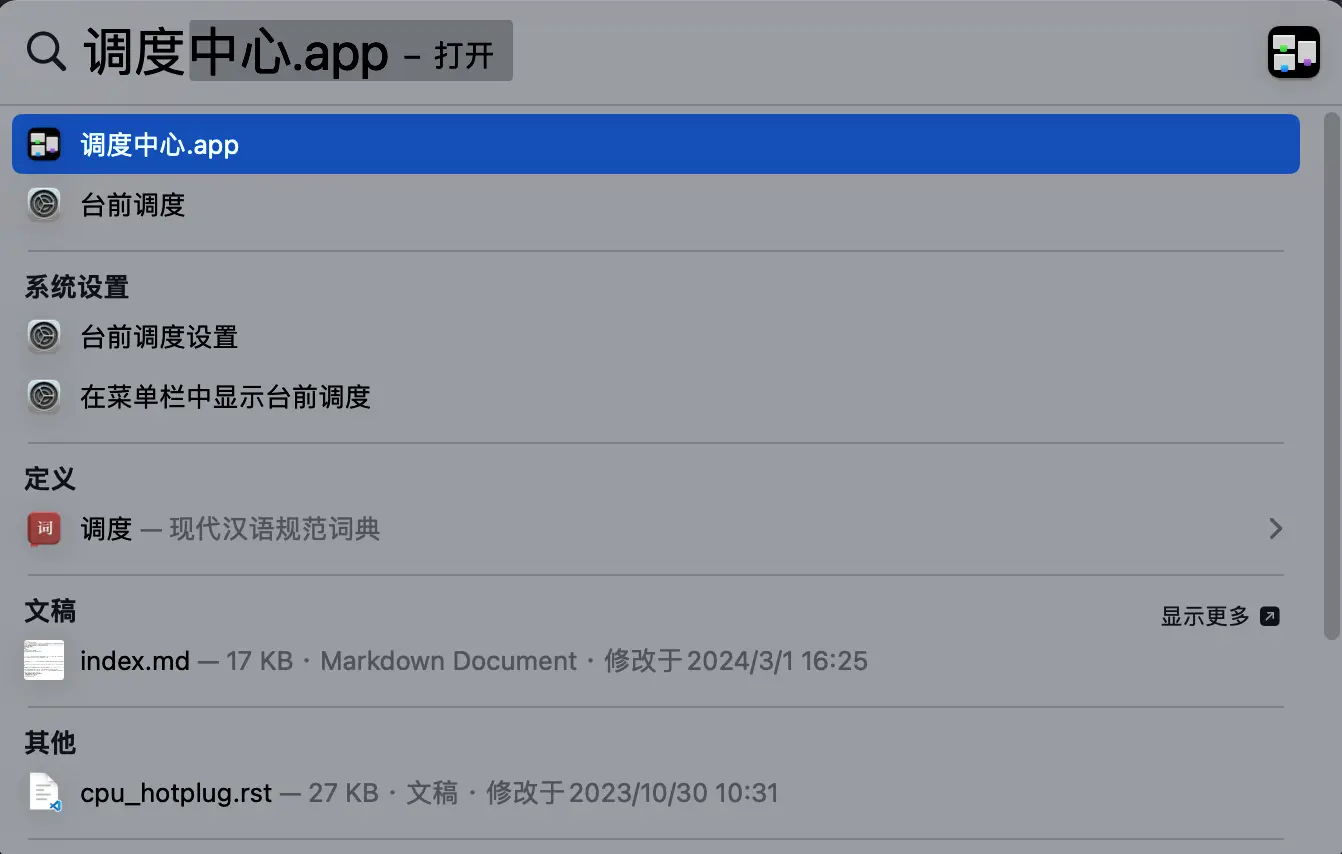 调度中心.app – 打开
调度中心.app
台前调度
系统设置
台前调度设置
在菜单栏中显示台前调度
定义
词 调度 — 现代汉语规范词典
文稿 显示更多
index.md — 17 KB · Markdown Document · 修改于 2024/3/1 16:25
其他
cpu_hotplug.rst — 27 KB · 文稿 · 修改于 2023/10/30 10:31